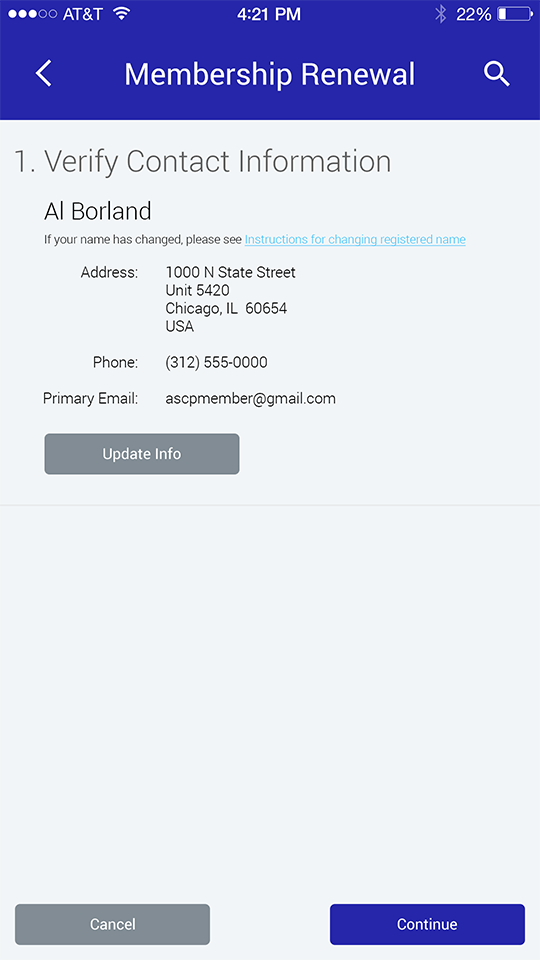 AT&T 4:21 PM 22%
Membership Renewal
1. Verify Contact Information
Al Borland
If your name has changed, please see Instructions for changing registered name
Address: 1000 N State Street
Unit 5420
Chicago, IL 60654
USA
Phone: (312) 555-0000
Primary Email: ascpmember@gmail.com
Update Info
Cancel Continue